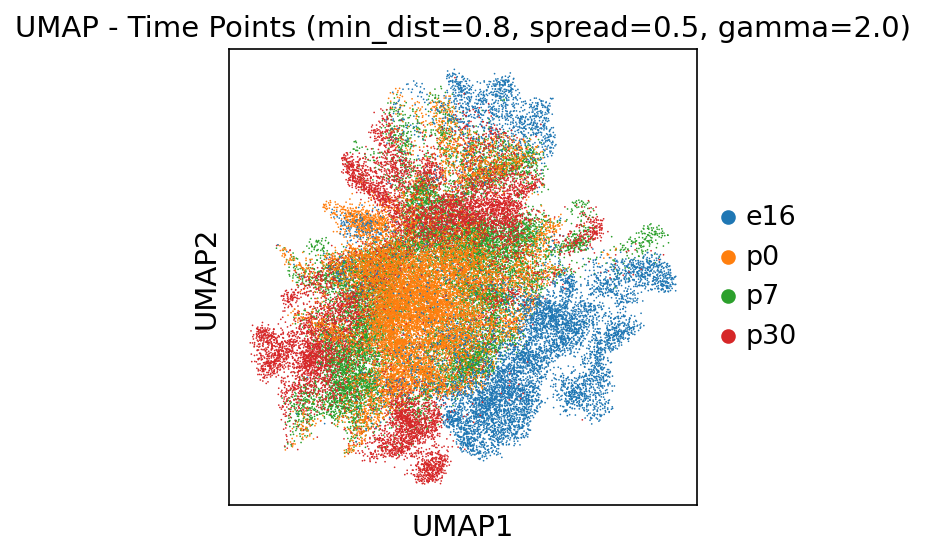 UMAP - Time Points (min_dist=0.8, spread=0.5, gamma=2.0)
UMAP2
e16
p0
p7
p30
UMAP1